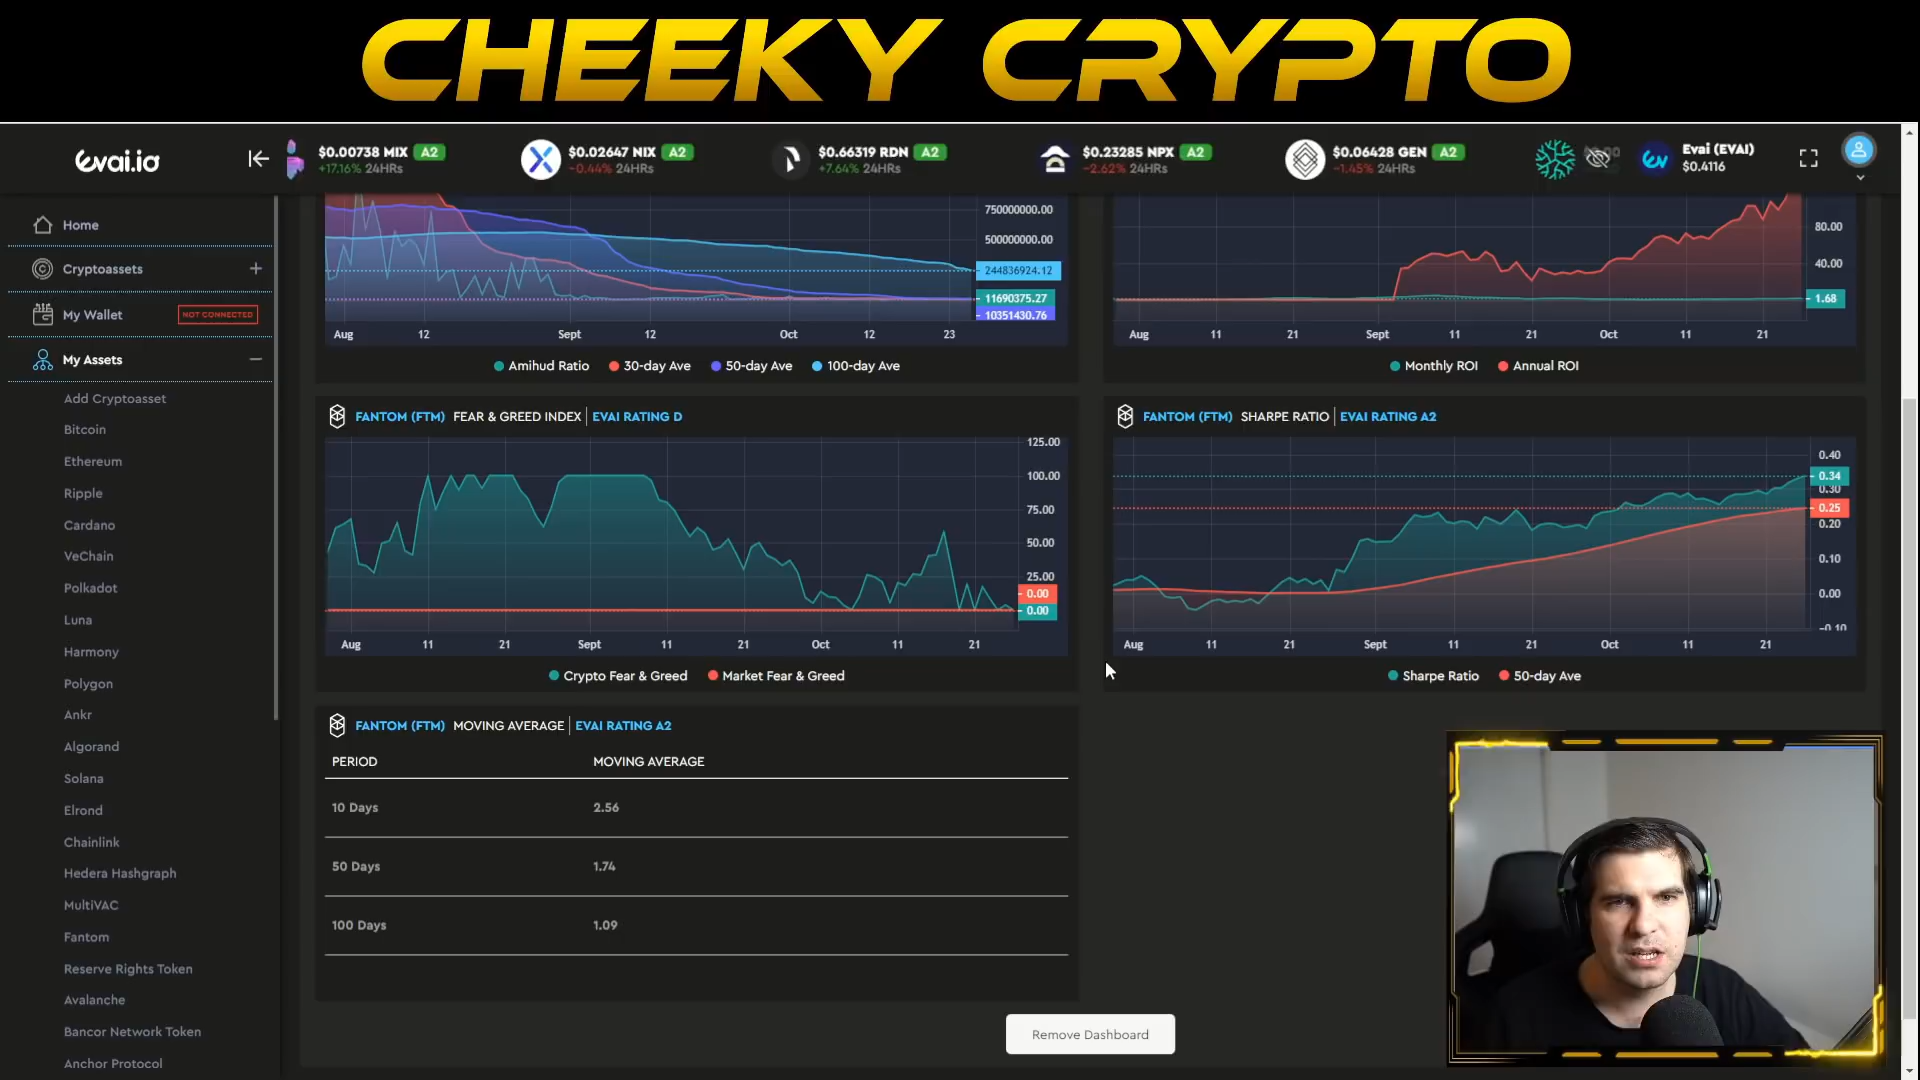 CHEEKY CRYPTO
Evai.io
$0.00738 MIX A2
+17.16% 24HRs
$0.02647 NIX A2
-0.44% 24HRs
$0.66319 RDN A2
+7.64% 24HRs
$0.23285 NPX A2
-2.62% 24HRs
$0.06428 GEN A2
-1.45% 24HRs
Evai (EVAI)
$0.4116
Home
Cryptoassets
My Wallet NOT CONNECTED
My Assets
Add Cryptoasset
Bitcoin
Ethereum
Ripple
Cardano
VeChain
Polkadot
Luna
Harmony
Polygon
Ankr
Algorand
Solana
Elrond
Chainlink
Hedera Hashgraph
MultiVAC
Fantom
Reserve Rights Token
Avalanche
Bancor Network Token
Anchor Protocol
750000000.00
500000000.00
244836924.12
11690375.27
10351430.76
Aug 12 Sept 12 Oct 12 23
Amihud Ratio 30-day Ave 50-day Ave 100-day Ave
80.00
40.00
1.68
Aug 11 21 Sept 11 21 Oct 11 21
Monthly ROI Annual ROI
FANTOM (FTM) FEAR & GREED INDEX | EVAI RATING D
125.00
100.00
75.00
50.00
25.00
0.00
0.00
Aug 11 21 Sept 11 21 Oct 11 21
Crypto Fear & Greed Market Fear & Greed
FANTOM (FTM) SHARPE RATIO | EVAI RATING A2
0.40
0.34
0.30
0.25
0.20
0.10
0.00
-0.10
Aug 11 21 Sept 11 21 Oct 11 21
Sharpe Ratio 50-day Ave
FANTOM (FTM) MOVING AVERAGE | EVAI RATING A2
PERIOD MOVING AVERAGE
10 Days 2.56
50 Days 1.74
100 Days 1.09
Remove Dashboard